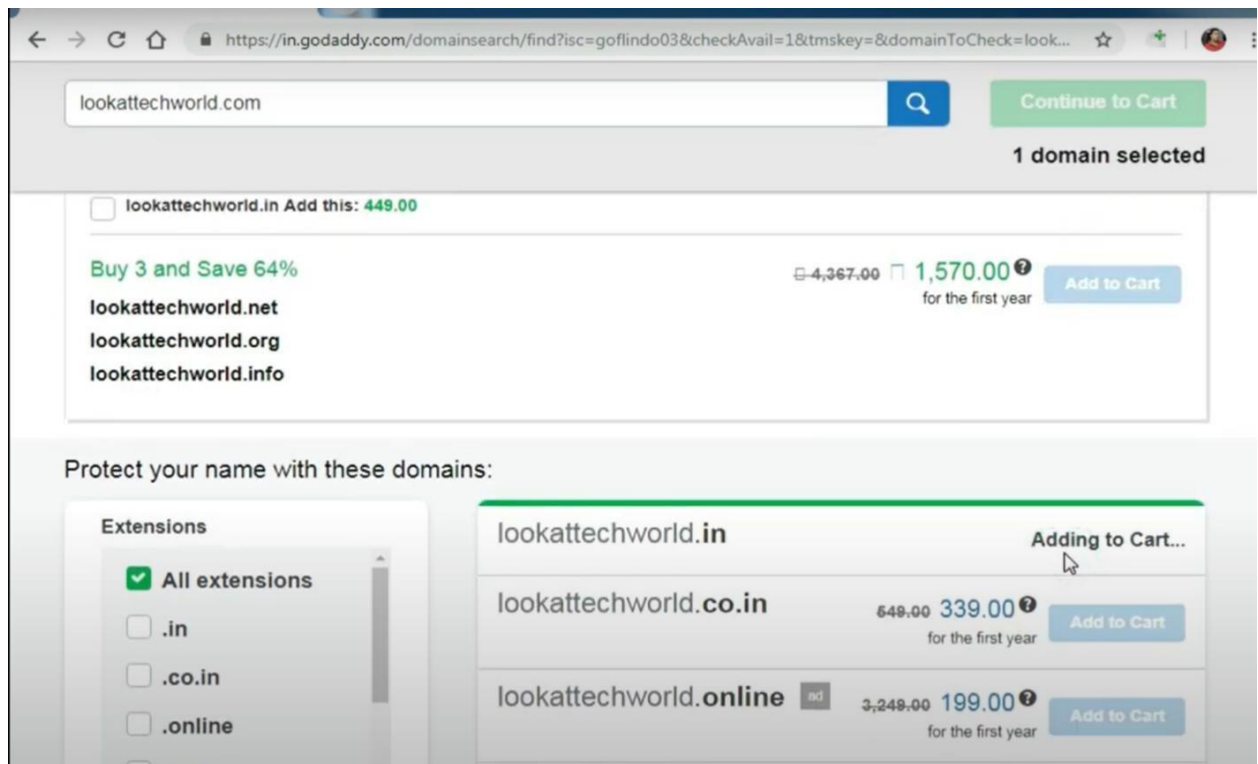 https://in.godaddy.com/domainsearch/find?isc=goflindo03&checkAvail=1&tmskey=&domainToCheck=look...
lookattechworld.com
Continue to Cart
1 domain selected
lookattechworld.in Add this: 449.00
Buy 3 and Save 64%
4,367.00 1,570.00 ?
Add to Cart
for the first year
lookattechworld.net
lookattechworld.org
lookattechworld.info
Protect your name with these domains:
Extensions
All extensions
.in
.co.in
.online
lookattechworld.in
Adding to Cart...
lookattechworld.co.in
549.00 339.00 ?
for the first year
Add to Cart
lookattechworld.online ad
3,249.00 199.00 ?
for the first year
Add to Cart